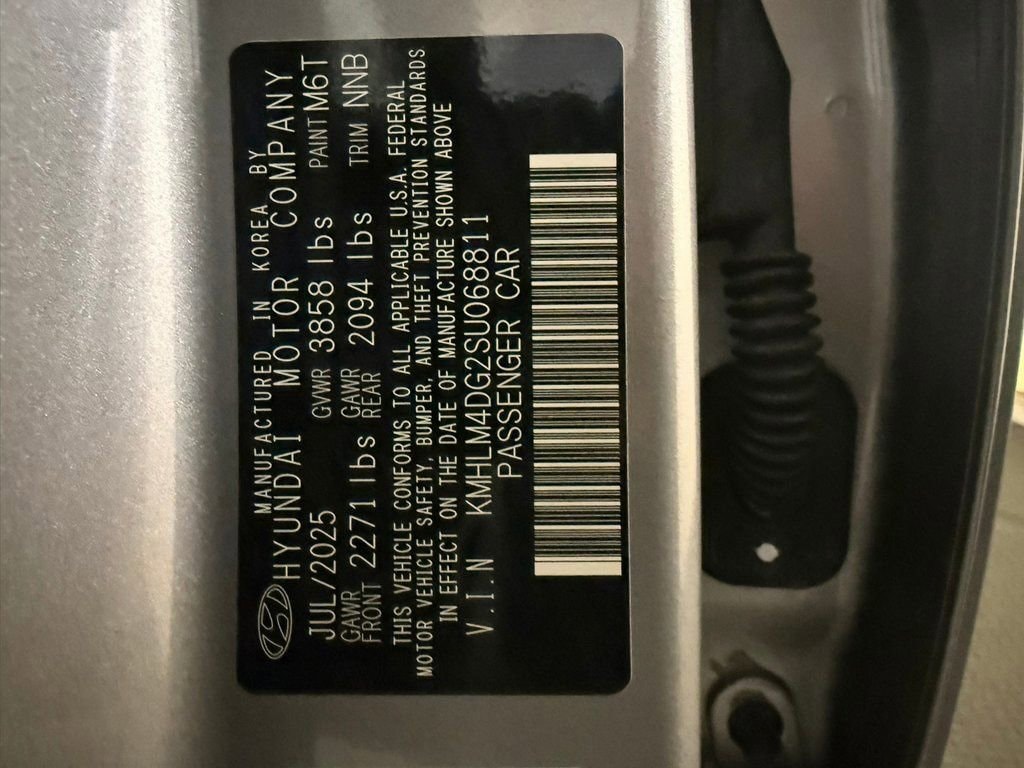 MANUFACTURED IN KOREA BY
HYUNDAI MOTOR COMPANY
JUL/2025 GVWR 3858 lbs PAINT M6T
GAWR FRONT 2271 lbs GAWR REAR 2094 lbs TRIM NNB
THIS VEHICLE CONFORMS TO ALL APPLICABLE U.S.A. FEDERAL
MOTOR VEHICLE SAFETY, BUMPER, AND THEFT PREVENTION STANDARDS
IN EFFECT ON THE DATE OF MANUFACTURE SHOWN ABOVE
V.I.N KMHLM4DG2SU068811
PASSENGER CAR